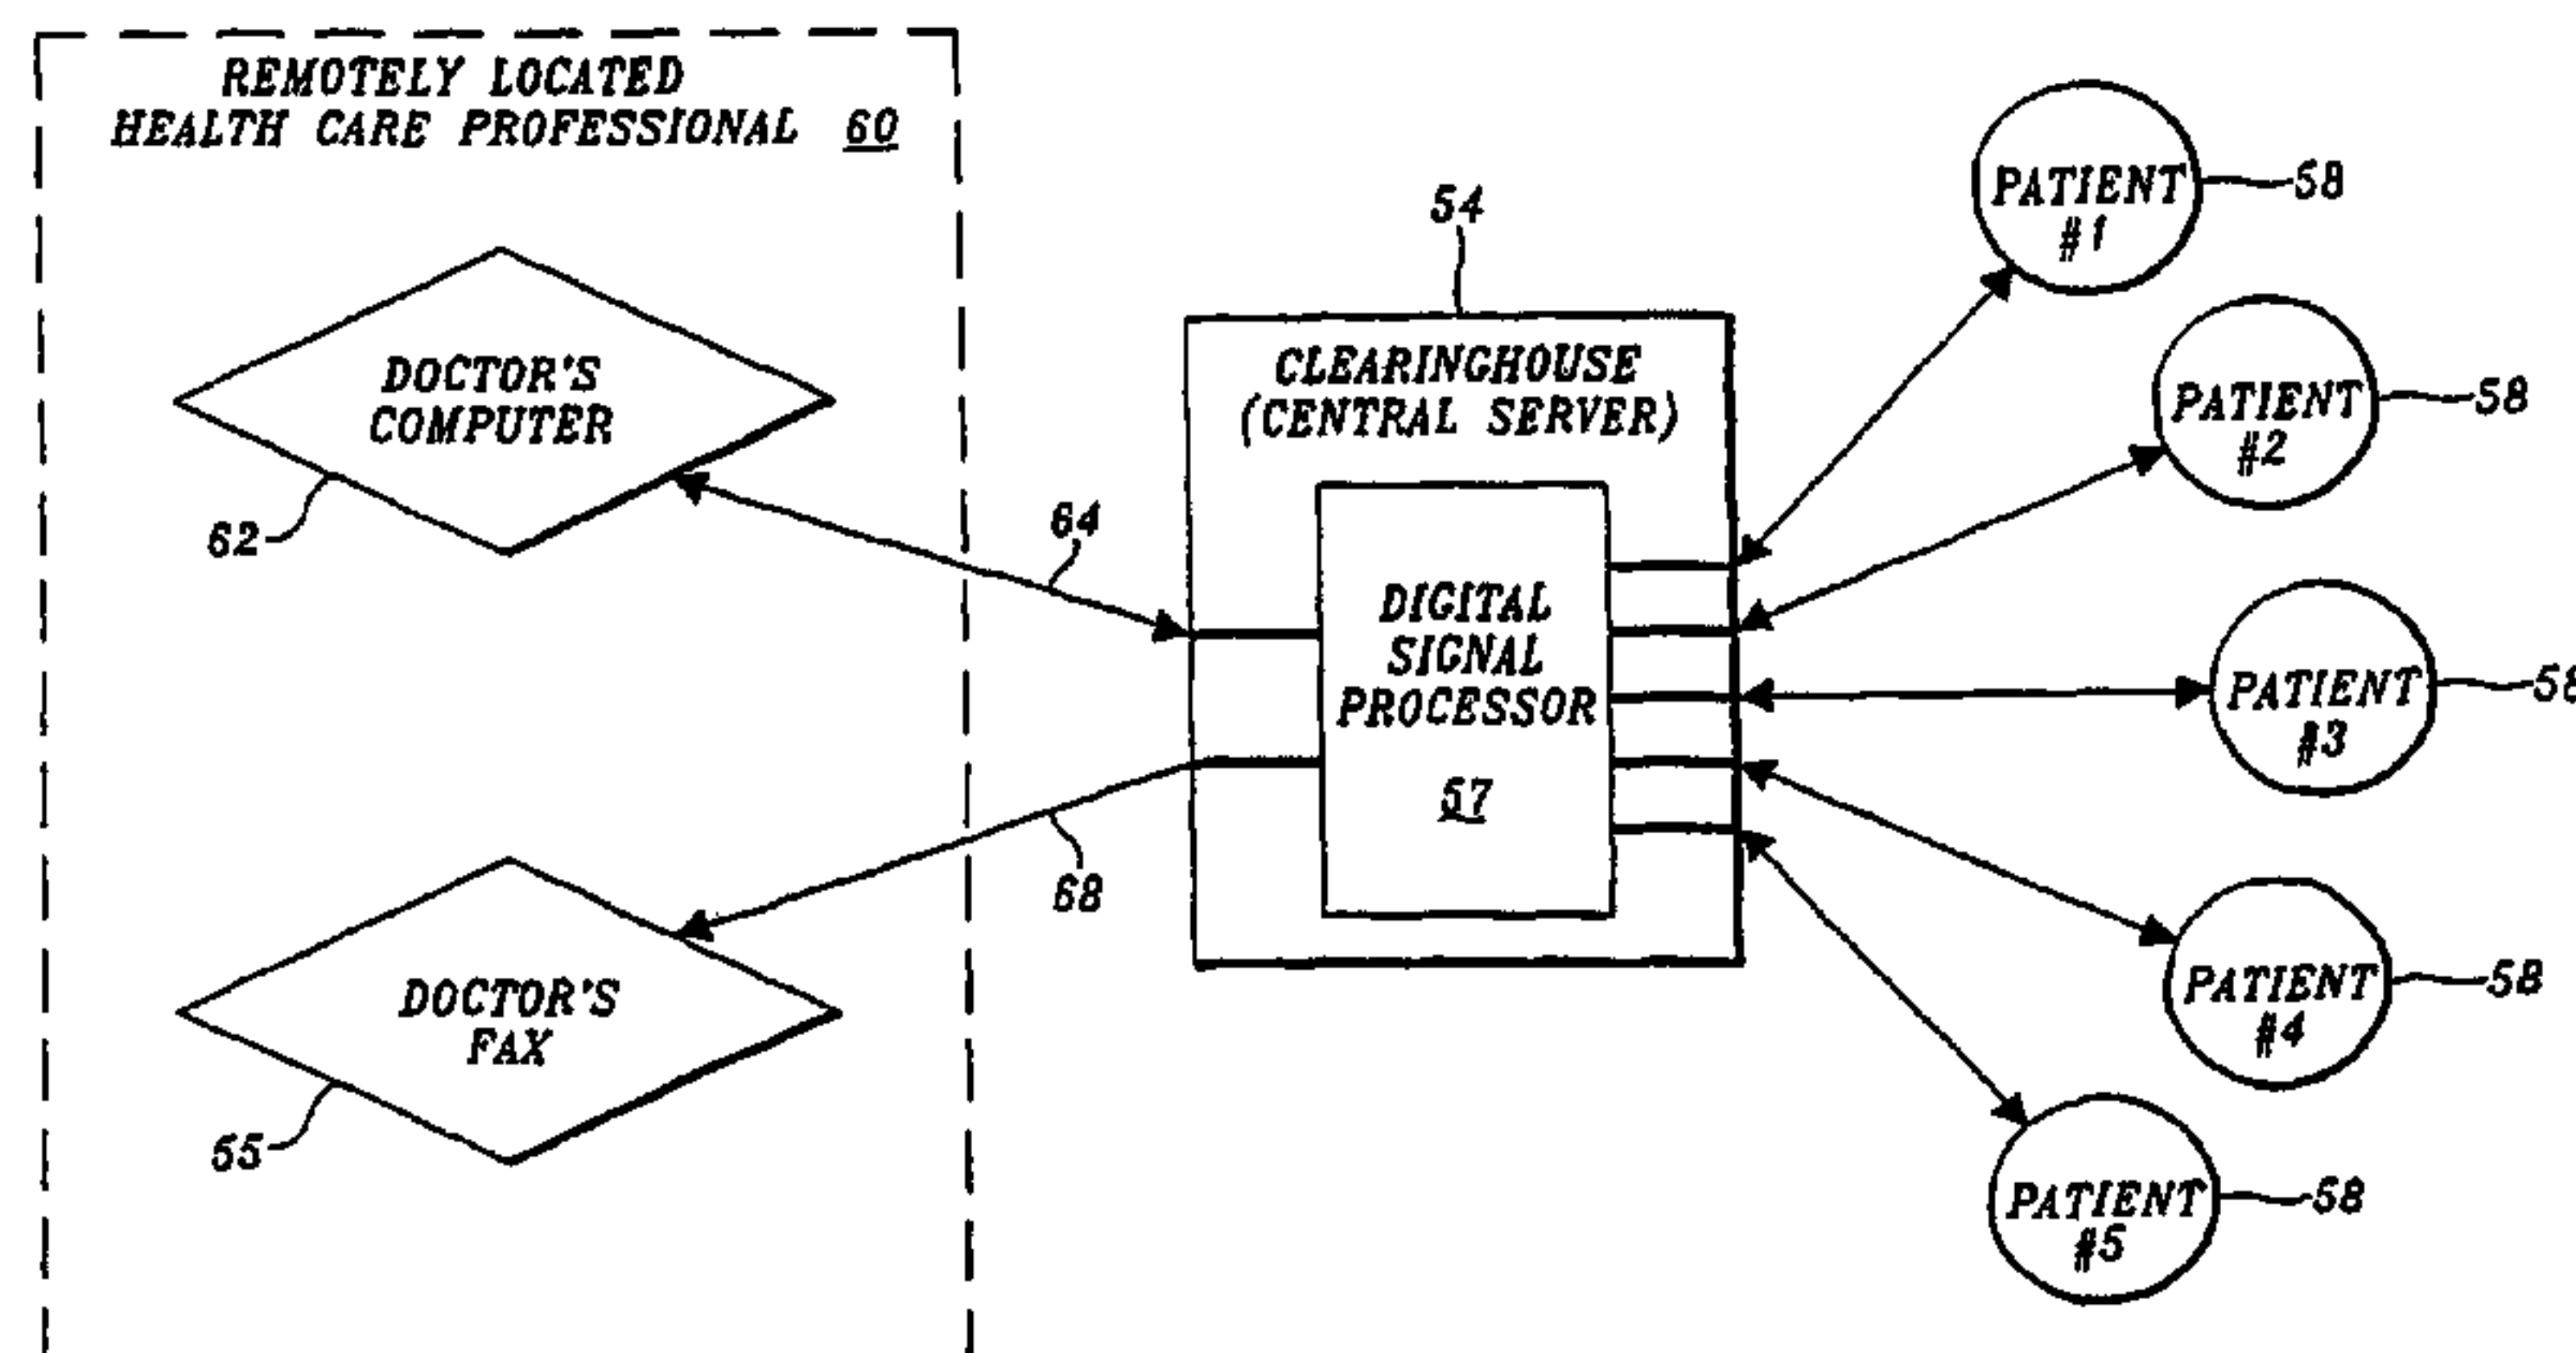 REMOTELY LOCATED
HEALTH CARE PROFESSIONAL 60
DOCTOR'S
COMPUTER
62
64
DOCTOR'S
FAX
55
68
54
CLEARINGHOUSE
(CENTRAL SERVER)
DIGITAL
SIGNAL
PROCESSOR
57
PATIENT
#1
58
PATIENT
#2
58
PATIENT
#3
58
PATIENT
#4
58
PATIENT
#5
58